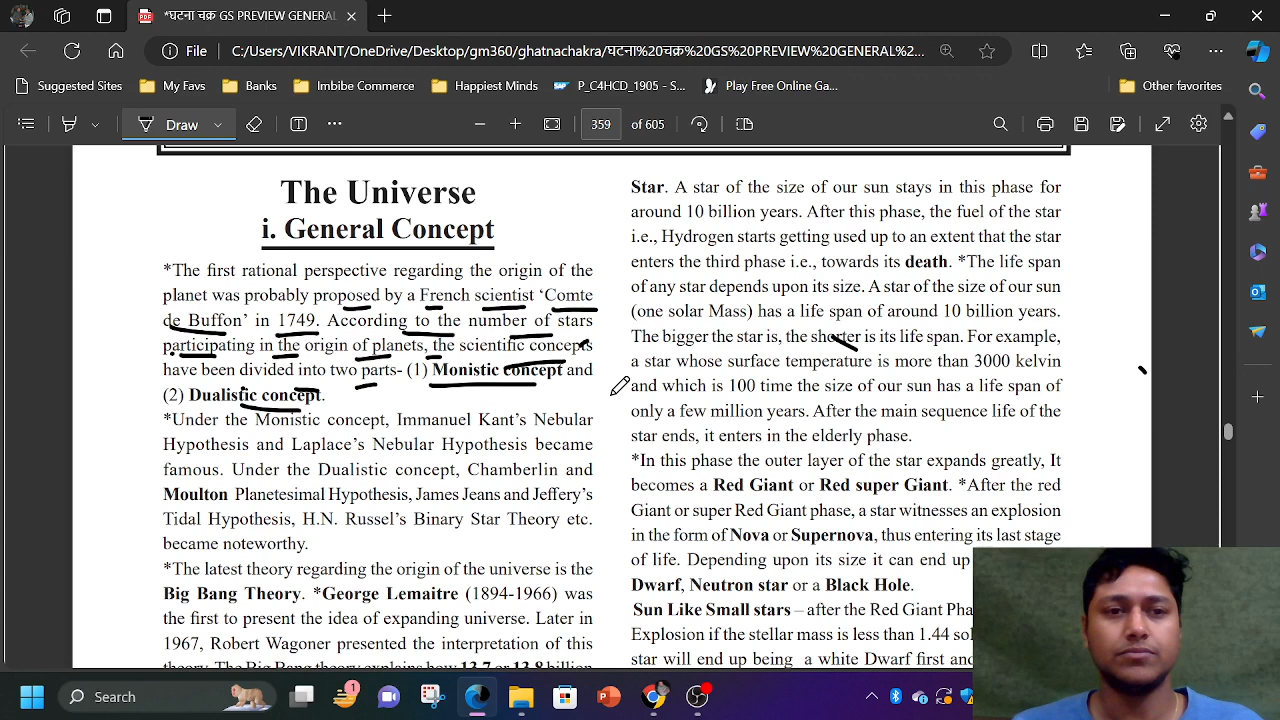 *घटना चक्र GS PREVIEW GENERAL
File
C:/Users/VIKRANT/OneDrive/Desktop/gm360/ghatnachakra/घटना%20चक्र%20GS%20PREVIEW%20GENERAL%2...
Suggested Sites
My Favs
Banks
Imbibe Commerce
Happiest Minds
P_C4HCD_1905 - S...
Play Free Online Ga...
Other favorites
Draw
359 of 605
The Universe
i. General Concept
*The first rational perspective regarding the origin of the
planet was probably proposed by a French scientist ‘Comte
de Buffon’ in 1749. According to the number of stars
participating in the origin of planets, the scientific concepts
have been divided into two parts- (1) Monistic concept and
(2) Dualistic concept.
*Under the Monistic concept, Immanuel Kant’s Nebular
Hypothesis and Laplace’s Nebular Hypothesis became
famous. Under the Dualistic concept, Chamberlin and
Moulton Planetesimal Hypothesis, James Jeans and Jeffery’s
Tidal Hypothesis, H.N. Russel’s Binary Star Theory etc.
became noteworthy.
*The latest theory regarding the origin of the universe is the
Big Bang Theory. *George Lemaitre (1894-1966) was
the first to present the idea of expanding universe. Later in
1967, Robert Wagoner presented the interpretation of this
theory. The Big Bang theory explains how 13.7 or 13.8 billion
Star. A star of the size of our sun stays in this phase for
around 10 billion years. After this phase, the fuel of the star
i.e., Hydrogen starts getting used up to an extent that the star
enters the third phase i.e., towards its death. *The life span
of any star depends upon its size. A star of the size of our sun
(one solar Mass) has a life span of around 10 billion years.
The bigger the star is, the shorter is its life span. For example,
a star whose surface temperature is more than 3000 kelvin
and which is 100 time the size of our sun has a life span of
only a few million years. After the main sequence life of the
star ends, it enters in the elderly phase.
*In this phase the outer layer of the star expands greatly, It
becomes a Red Giant or Red super Giant. *After the red
Giant or super Red Giant phase, a star witnesses an explosion
in the form of Nova or Supernova, thus entering its last stage
of life. Depending upon its size it can end up
Dwarf, Neutron star or a Black Hole.
Sun Like Small stars – after the Red Giant Pha
Explosion if the stellar mass is less than 1.44 sol
star will end up being a white Dwarf first and
Search
1